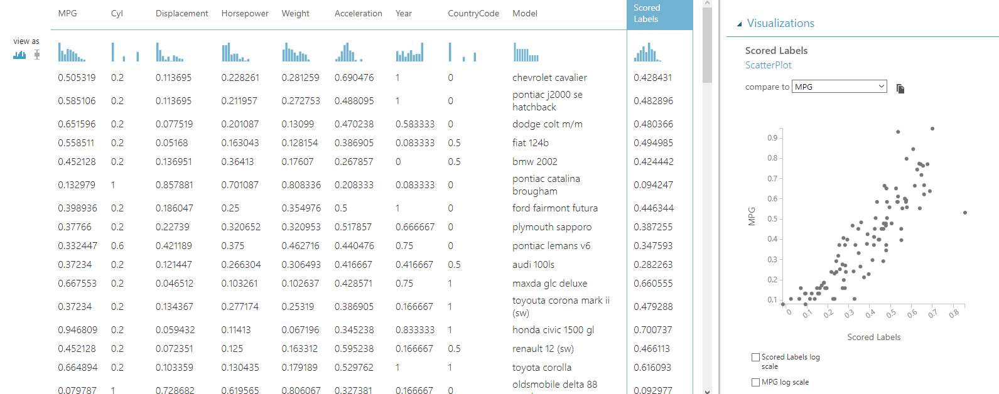 MPG Cyl Displacement Horsepower Weight Acceleration Year CountryCode Model Scored
Labels
view as
0.505319 0.2 0.113695 0.228261 0.281259 0.690476 1 0 chevrolet cavalier 0.428431
0.585106 0.2 0.113695 0.211957 0.272753 0.488095 1 0 pontiac j2000 se
hatchback 0.482896
0.651596 0.2 0.077519 0.201087 0.13099 0.470238 0.583333 0 dodge colt m/m 0.480366
0.558511 0.2 0.05168 0.163043 0.128154 0.386905 0.083333 0.5 fiat 124b 0.494985
0.452128 0.2 0.136951 0.36413 0.17607 0.267857 0 0.5 bmw 2002 0.424442
0.132979 1 0.857881 0.701087 0.808336 0.208333 0.083333 0 pontiac catalina
brougham 0.094247
0.398936 0.2 0.186047 0.25 0.354976 0.5 1 0 ford fairmont futura 0.446344
0.37766 0.2 0.22739 0.320652 0.320953 0.517857 0.666667 0 plymouth sapporo 0.387255
0.332447 0.6 0.421189 0.375 0.462716 0.440476 0.75 0 pontiac lemans v6 0.347593
0.37234 0.2 0.121447 0.266304 0.306493 0.416667 0.416667 0.5 audi 100ls 0.282263
0.667553 0.2 0.046512 0.103261 0.102637 0.428571 0.75 1 maxda glc deluxe 0.660555
0.37234 0.2 0.134367 0.277174 0.25319 0.386905 0.166667 1 toyouta corona mark ii
(sw) 0.479288
0.946809 0.2 0.059432 0.11413 0.067196 0.345238 0.833333 1 honda civic 1500 gl 0.700737
0.452128 0.2 0.072351 0.125 0.163312 0.595238 0.166667 0.5 renault 12 (sw) 0.466113
0.664894 0.2 0.103359 0.130435 0.179189 0.529762 1 1 toyota corolla 0.616093
0.079787 1 0.728682 0.619565 0.806067 0.327381 0.166667 0 oldsmobile delta 88 0.092977
Visualizations
Scored Labels
ScatterPlot
compare to MPG
MPG
0.9
0.8
0.7
0.6
0.5
0.4
0.3
0.2
0.1
0 0.1 0.2 0.3 0.4 0.5 0.6 0.7 0.8
Scored Labels
Scored Labels log
scale
MPG log scale